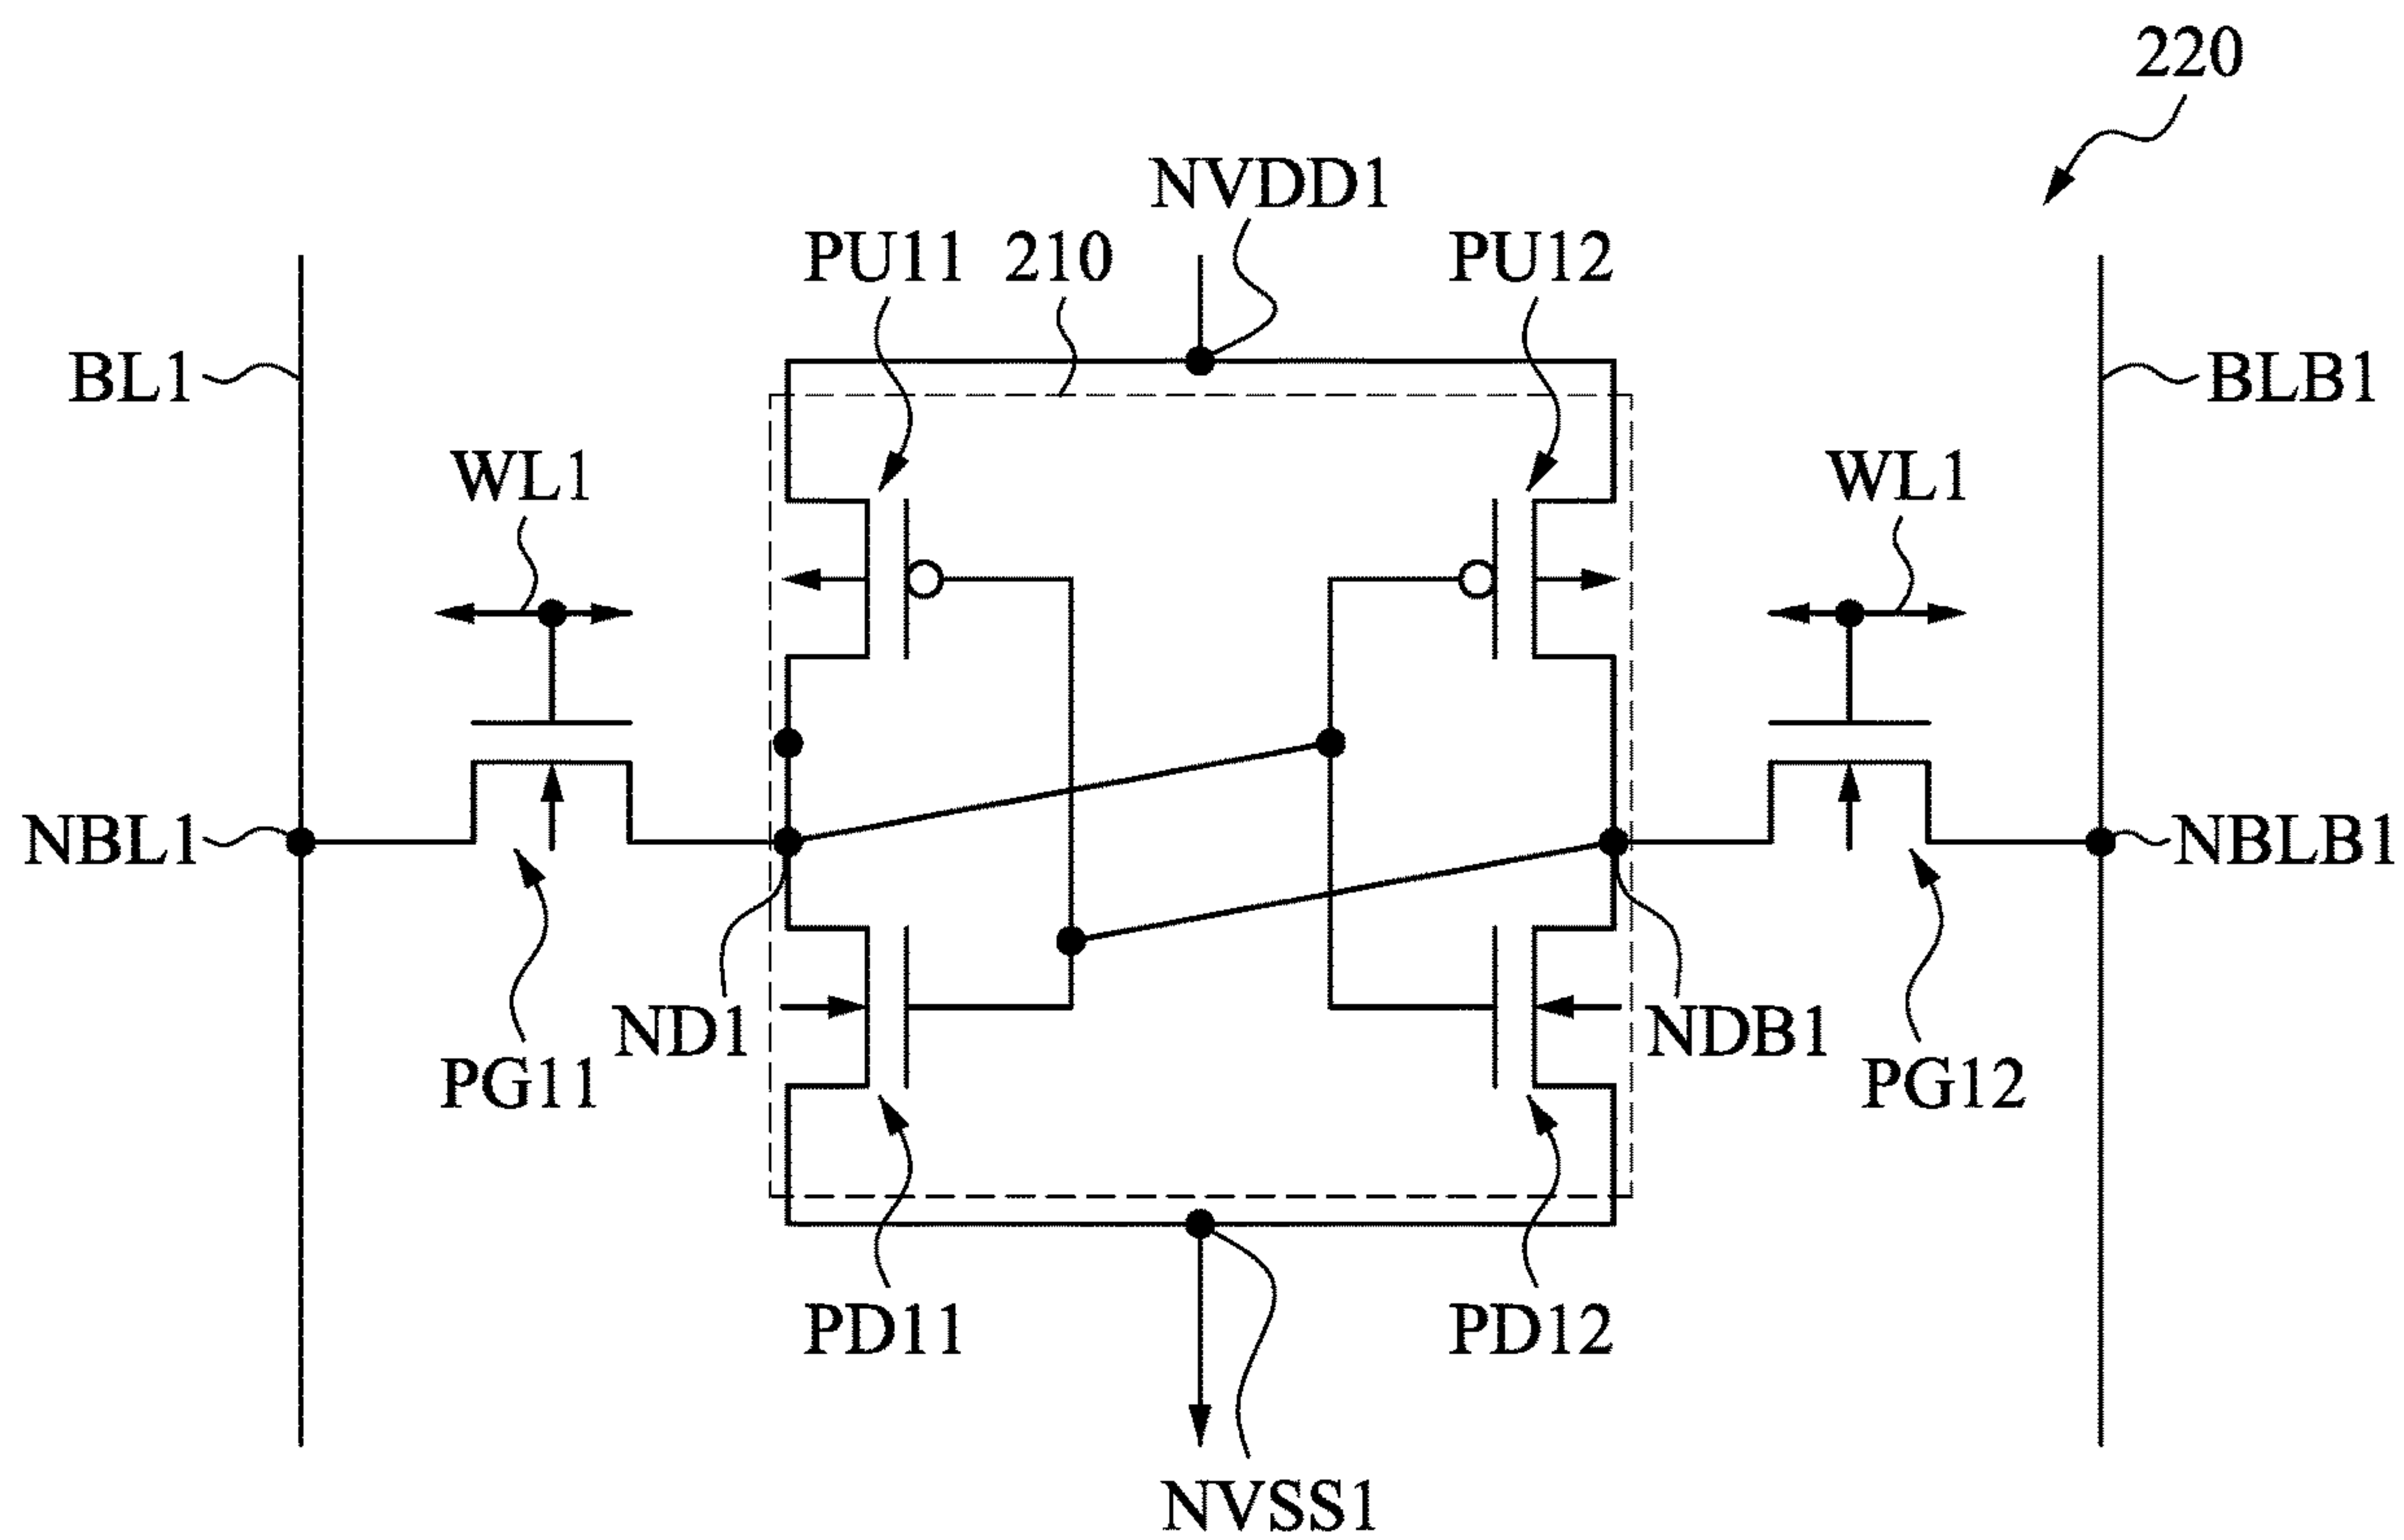 220
NVDD1
PU11
210
PU12
BL1
BLB1
WL1
WL1
NBL1
NBLB1
ND1
NDB1
PG11
PG12
PD11
PD12
NVSS1